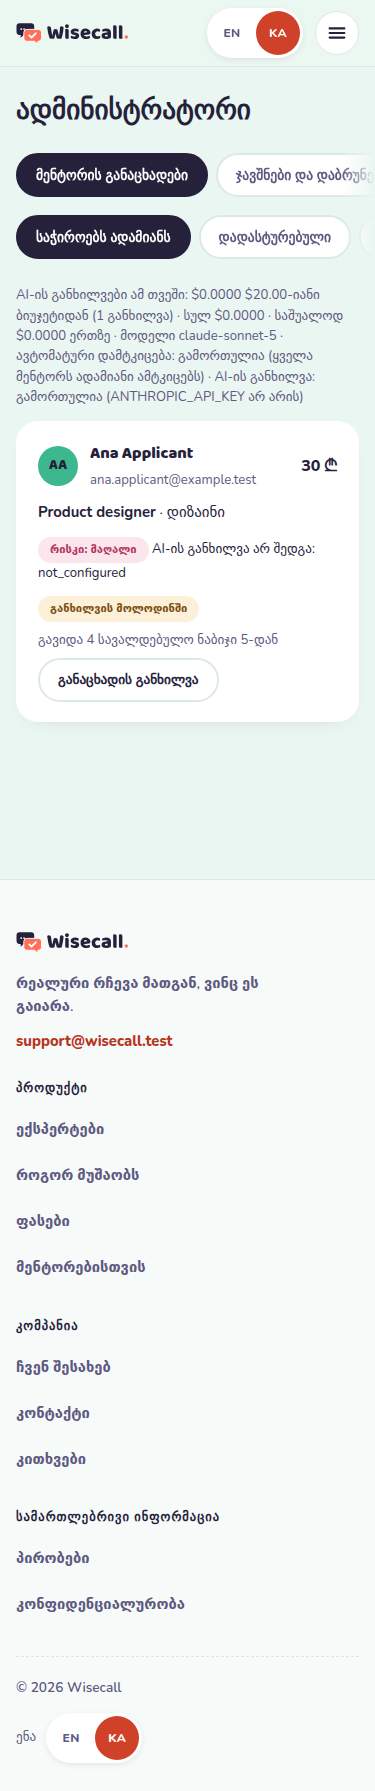 Wisecall.
EN KA
ადმინისტრატორი
მენტორის განაცხადები ჯავშნები და დაბრუნე
საჭიროებს ადამიანს დადასტურებული
AI-ის განხილვები ამ თვეში: $0.0000 $20.00-იანი
ბიუჯეტიდან (1 განხილვა) · სულ $0.0000 · საშუალოდ
$0.0000 ერთზე · მოდელი claude-sonnet-5 ·
ავტომატური დამტკიცება: გამორთულია (ყველა
მენტორს ადამიანი ამტკიცებს) · AI-ის განხილვა:
გამორთულია (ANTHROPIC_API_KEY არ არის)
AA Ana Applicant 30 ₾
ana.applicant@example.test
Product designer · დიზაინი
რისკი: მაღალი AI-ის განხილვა არ შედგა:
not_configured
განხილვის მოლოდინში
გავიდა 4 სავალდებულო ნაბიჯი 5-დან
განაცხადის განხილვა
Wisecall.
რეალური რჩევა მათგან, ვინც ეს
გაიარა.
support@wisecall.test
პროდუქტი
ექსპერტები
როგორ მუშაობს
ფასები
მენტორებისთვის
კომპანია
ჩვენ შესახებ
კონტაქტი
კითხვები
სამართლებრივი ინფორმაცია
პირობები
კონფიდენციალურობა
© 2026 Wisecall
ენა EN KA